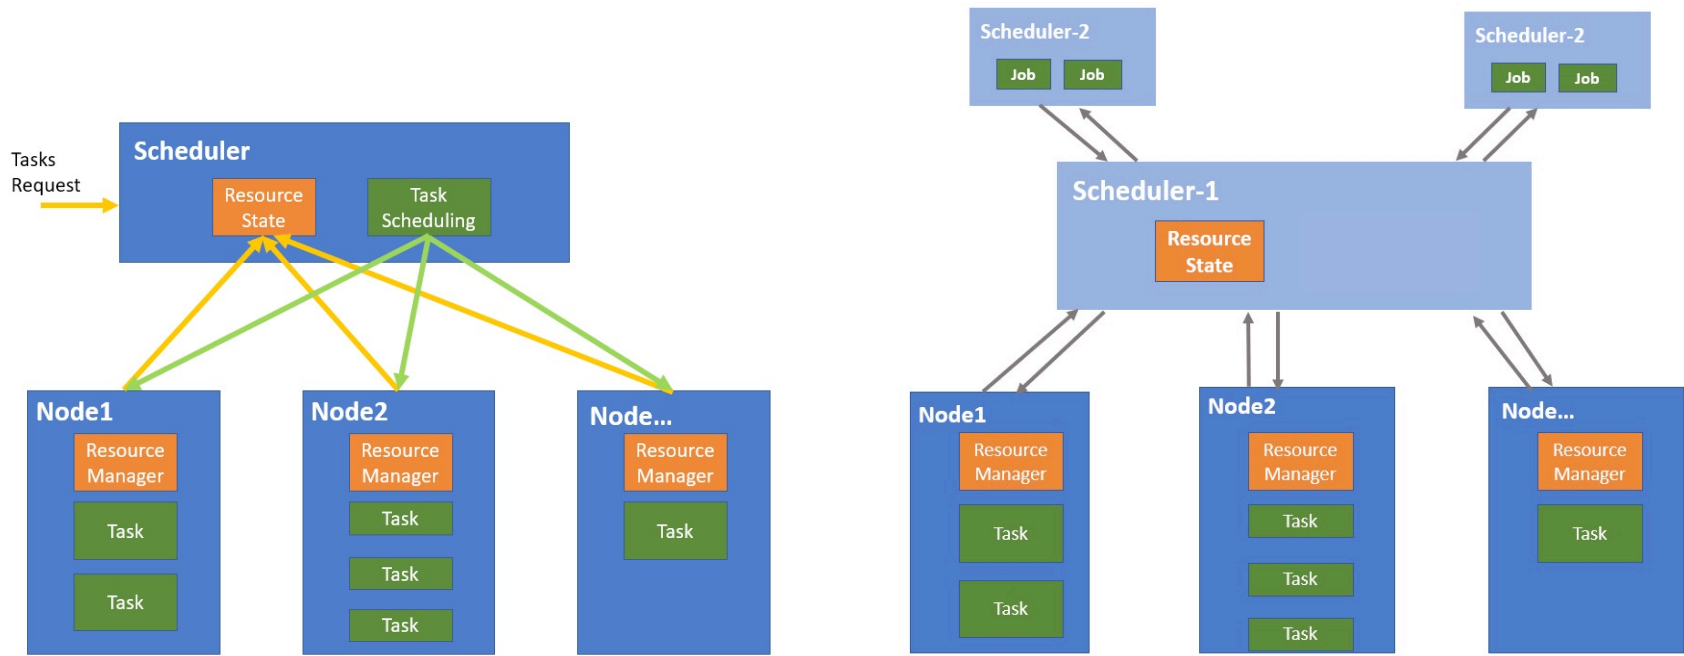 Tasks
Request
Scheduler
Resource
State
Task
Scheduling
Node1
Resource
Manager
Task
Task
Node2
Resource
Manager
Task
Task
Task
Node...
Resource
Manager
Task
Scheduler-2
Job
Job
Scheduler-2
Job
Job
Scheduler-1
Resource
State
Node1
Resource
Manager
Task
Task
Node2
Resource
Manager
Task
Task
Task
Node...
Resource
Manager
Task